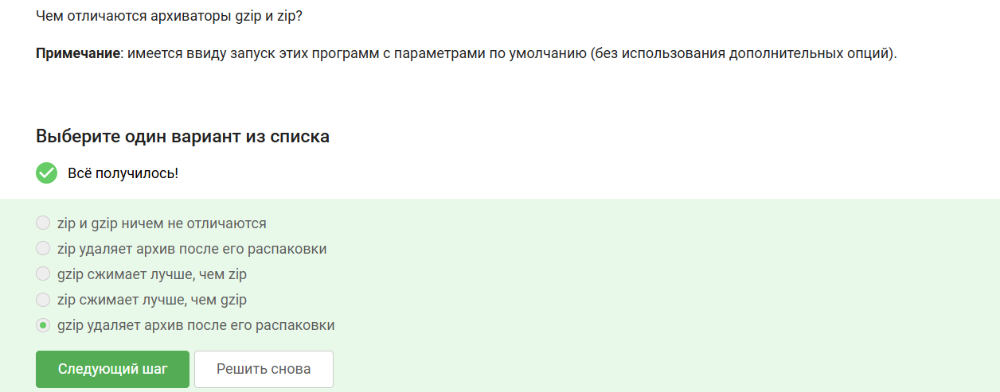 Чем отличаются архиваторы gzip и zip?
Примечание: имеется ввиду запуск этих программ с параметрами по умолчанию (без использования дополнительных опций).
Выберите один вариант из списка
Всё получилось!
zip и gzip ничем не отличаются
zip удаляет архив после его распаковки
gzip сжимает лучше, чем zip
zip сжимает лучше, чем gzip
gzip удаляет архив после его распаковки
Следующий шаг
Решить снова